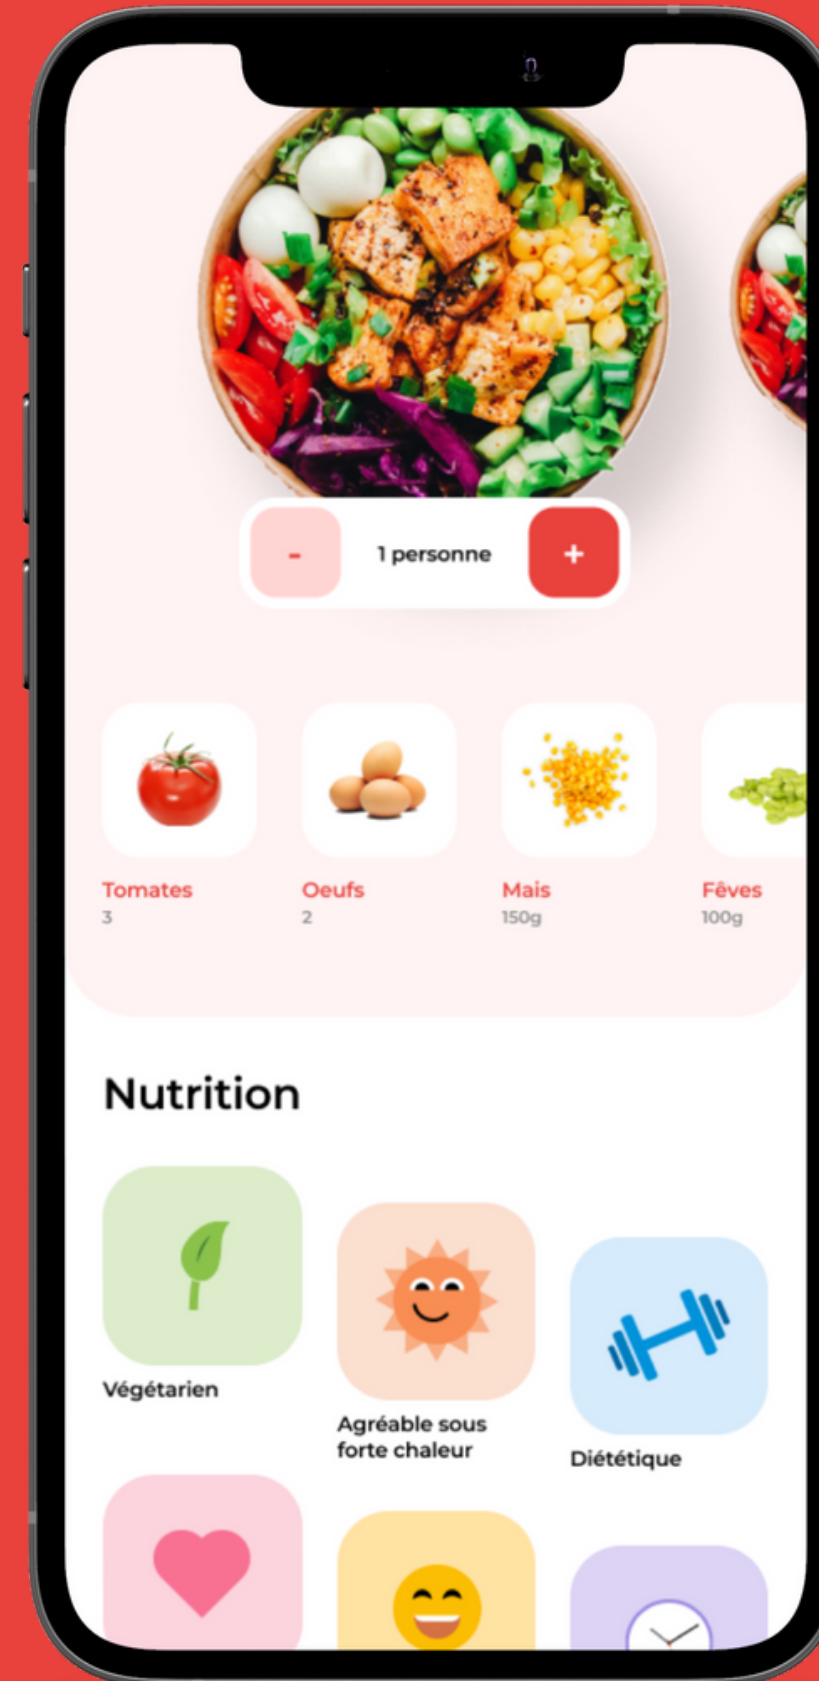 - 1 personne +
Tomates Oeufs Mais Fêves
3 2 150g 100g
Nutrition
Végétarien
Agréable sous
forte chaleur
Diététique